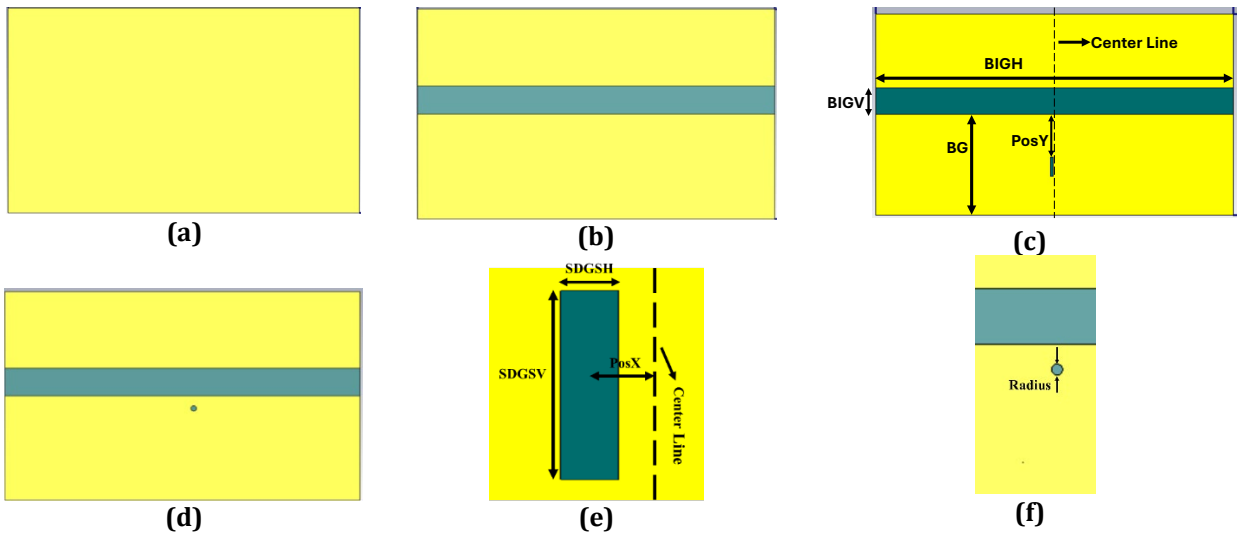 (a)
(b)
Center Line
BIGH
BIGV
BG
PosY
(c)
(d)
SDGSH
SDGSV
PosX
Center Line
(e)
Radius
(f)